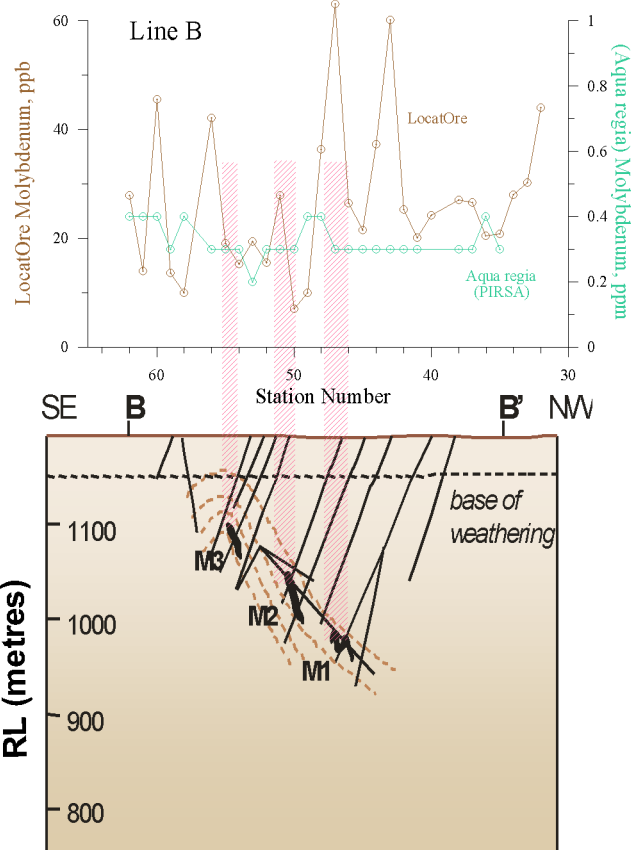 Line B
LocatOre Molybdenum, ppb
60
40
20
0
1
0.8
0.6
0.4
0.2
0
(Aqua regia) Molybdenum, ppm
LocatOre
Aqua regia
(PIRSA)
60
50
40
30
Station Number
SE
B
B'
NW
base of
weathering
RL (metres)
1100
1000
900
800
M3
M2
M1